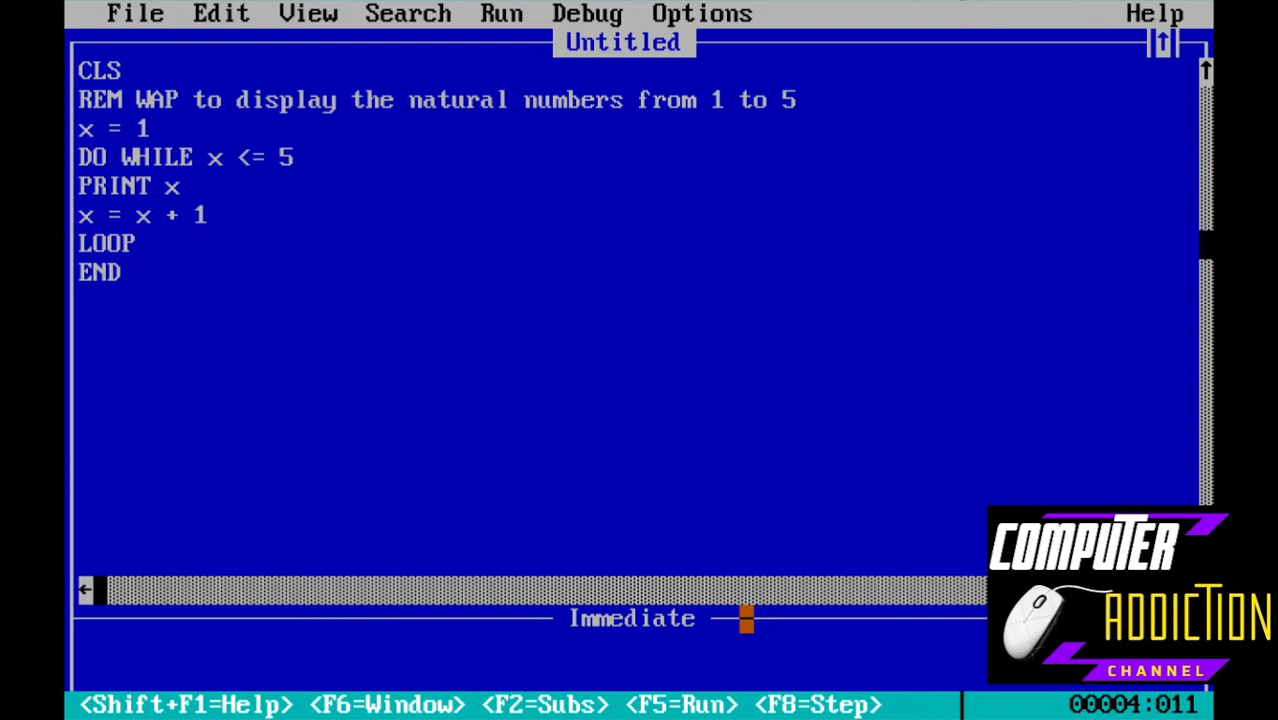 File Edit View Search Run Debug Options Help
Untitled
CLS
REM WAP to display the natural numbers from 1 to 5
x = 1
DO WHILE x <= 5
PRINT x
x = x + 1
LOOP
END
Immediate
COMPUTER
ADDICTION
CHANNEL
<Shift+F1=Help> <F6=Window> <F2=Subs> <F5=Run> <F8=Step> 00004:011